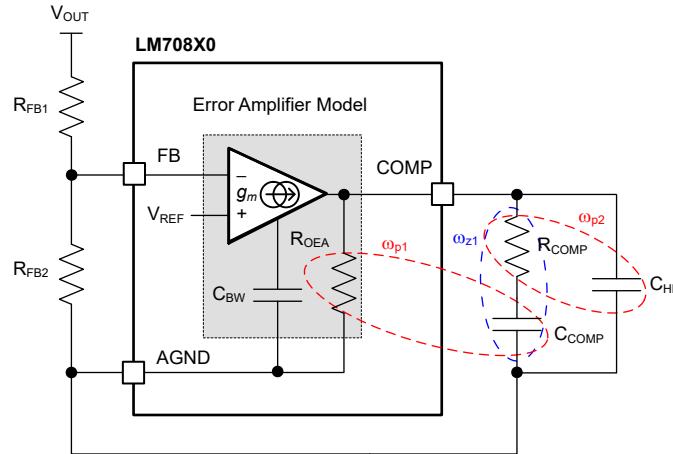 VOUT
LM708X0
RFB1
Error Amplifier Model
FB
COMP
–
gm
+
VREF
ROEA
ωp1
ωz1
ωp2
RCOMP
RFB2
CBW
CHF
CCOMP
AGND